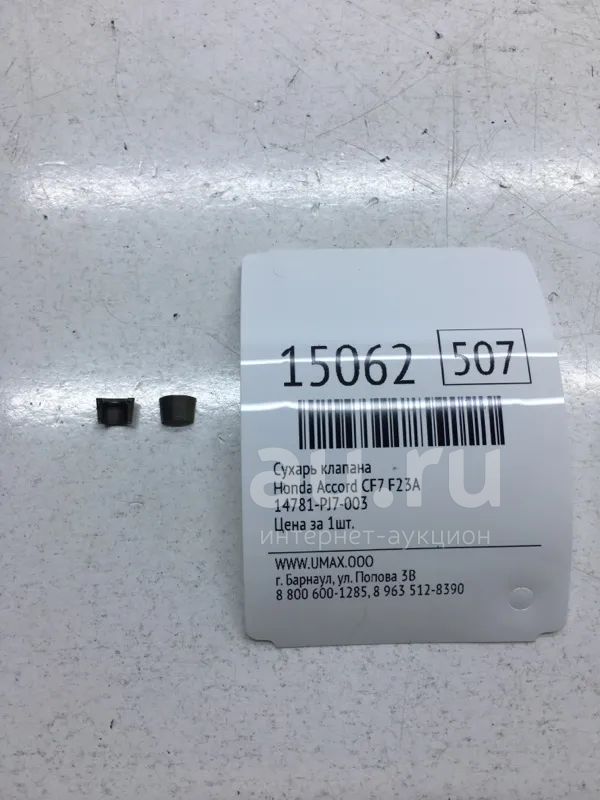 15062 507
Сухарь клапана
Honda Accord CF7 F23A
14781-PJ7-003
Цена за 1шт.
au.ru
интернет-аукцион
WWW.UMAX.OOO
г. Барнаул, ул. Попова 3В
8 800 600-1285, 8 963 512-8390